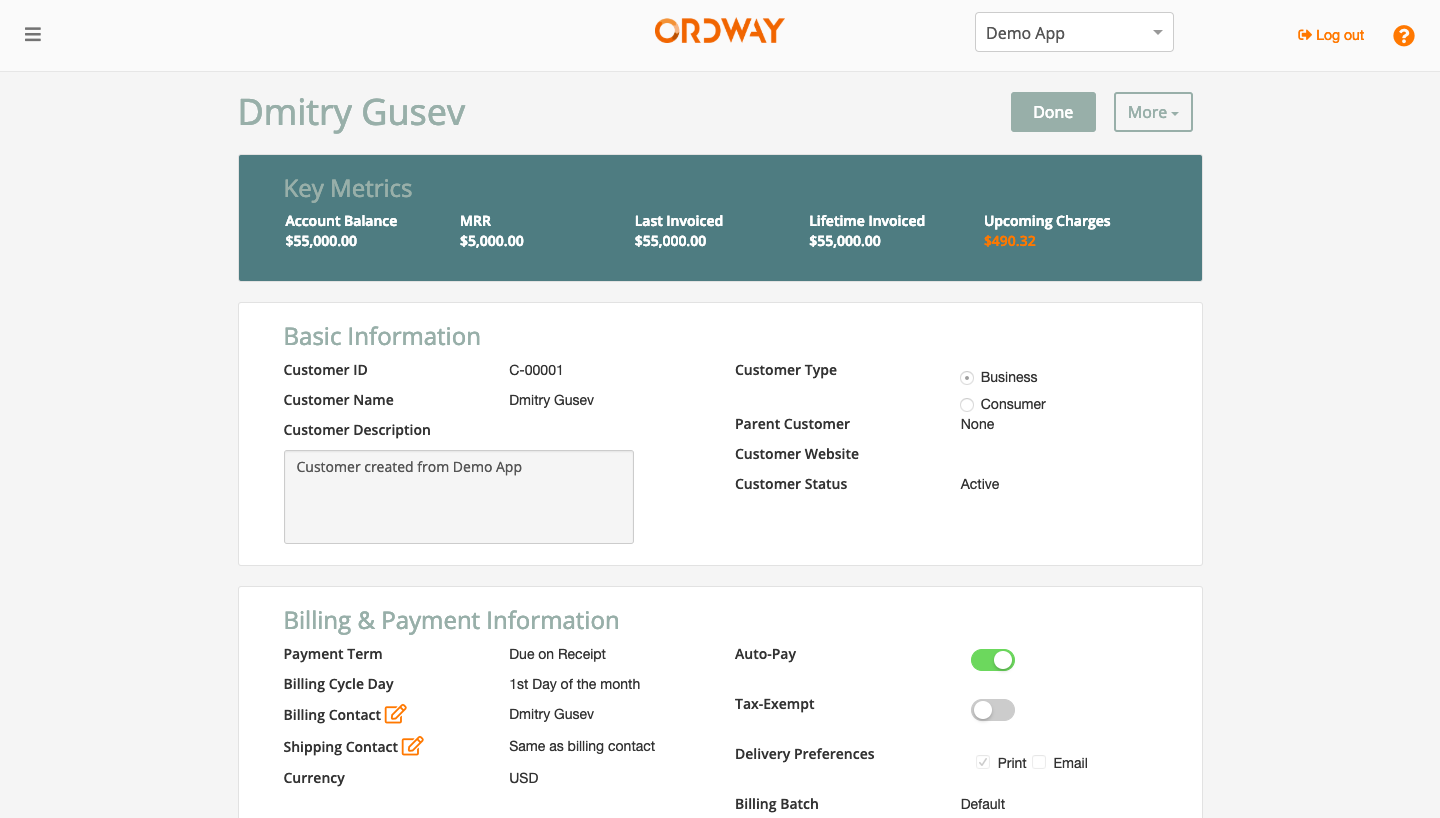 ORDWAY
Demo App
Log out
Dmitry Gusev
Done
More
Key Metrics
Account Balance MRR Last Invoiced Lifetime Invoiced Upcoming Charges
$55,000.00 $5,000.00 $55,000.00 $55,000.00 $490.32
Basic Information
Customer ID C-00001
Customer Name Dmitry Gusev
Customer Description
Customer created from Demo App
Customer Type Business
Consumer
Parent Customer None
Customer Website
Customer Status Active
Billing & Payment Information
Payment Term Due on Receipt
Billing Cycle Day 1st Day of the month
Billing Contact Dmitry Gusev
Shipping Contact Same as billing contact
Currency USD
Auto-Pay
Tax-Exempt
Delivery Preferences Print Email
Billing Batch Default